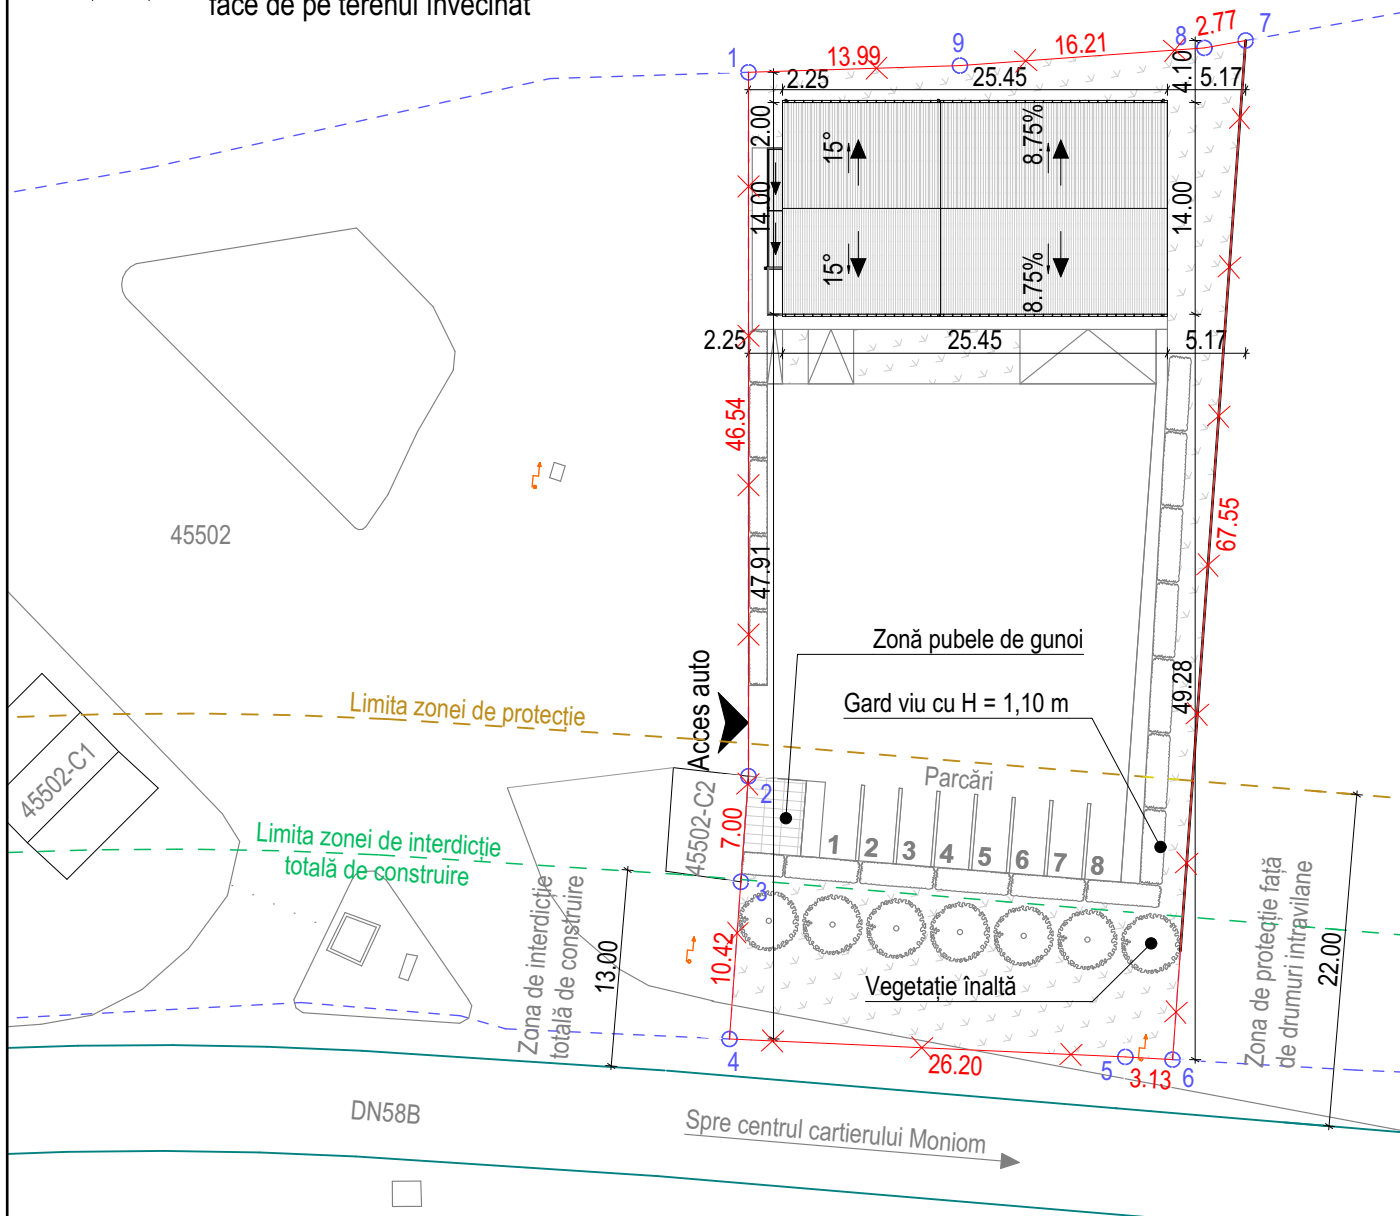 face de pe terenul învecinat
1
13.99
9
16.21
8
2.77
7
2.25
25.45
4.10
5.17
2.00
15°
8.75%
14.00
14.00
15°
8.75%
2.25
25.45
5.17
46.54
45502
67.55
47.91
Zonă pubele de gunoi
Acces auto
49.28
Gard viu cu H = 1,10 m
Limita zonei de protecție
45502-C1
Parcări
2
45502-C2
7.00
Limita zonei de interdicție
totală de construire
1 2 3 4 5 6 7 8
3
Zona de interdicție
totală de construire
13.00
10.42
Vegetație înaltă
Zona de protecție față
de drumuri intravilane
22.00
4
26.20
5
3.13
6
DN58B
Spre centrul cartierului Moniom